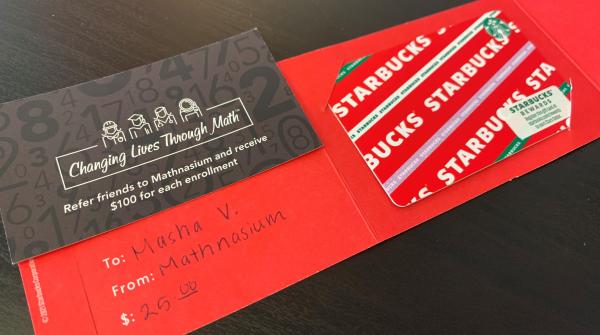 Changing Lives Through Math
Refer friends to Mathnasium and receive
$100 for each enrollment
To: Masha V.
From: Mathnasium
$: 25.00
STARBUCKS
STARBUCKS
BUCKS STARBUCKS
STARBUCKS STA
STARBUCKS
REWARDS